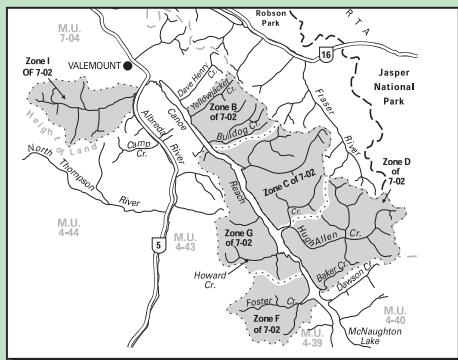 Robson
Park
R T A
M.U.
7-04
Zone I
OF 7-02
VALEMOUNT
16
Jasper
National
Park
Dave Henry
Cr.
Yellowjacket
Cr.
Zone B
of 7-02
Bulldog Cr.
Fraser
River
Height of Land
Canoe
Reach
Albreda
River
Camp
Cr.
North
Thompson
River
Zone C of 7-02
Cr.
Zone D
of
7-02
M.U.
4-44
M.U.
4-43
5
Zone G
of 7-02
Hugh
Allen
Cr.
Howard
Cr.
Baker Cr.
Dawson Cr.
Foster
Cr.
Zone F
of 7-02
M.U.
4-39
M.U.
4-40
McNaughton
Lake